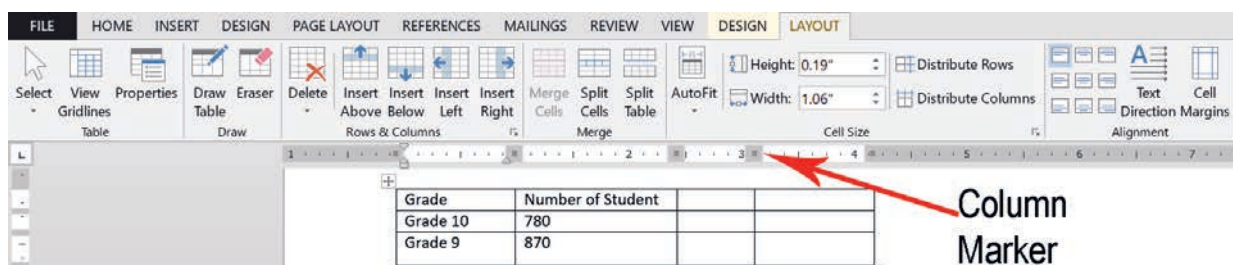 FILE HOME INSERT DESIGN PAGE LAYOUT REFERENCES MAILINGS REVIEW VIEW DESIGN LAYOUT
Select View Gridlines Properties Draw Table Eraser Delete Insert Above Insert Below Insert Left Insert Right Merge Cells Split Cells Split Table AutoFit Height: 0.19" Width: 1.06" Distribute Rows Distribute Columns Text Direction Cell Margins
Table Draw Rows & Columns Merge Cell Size Alignment
L 1 1 2 3 4 5 6 7
Grade Number of Student
Grade 10 780
Grade 9 870
Column
Marker